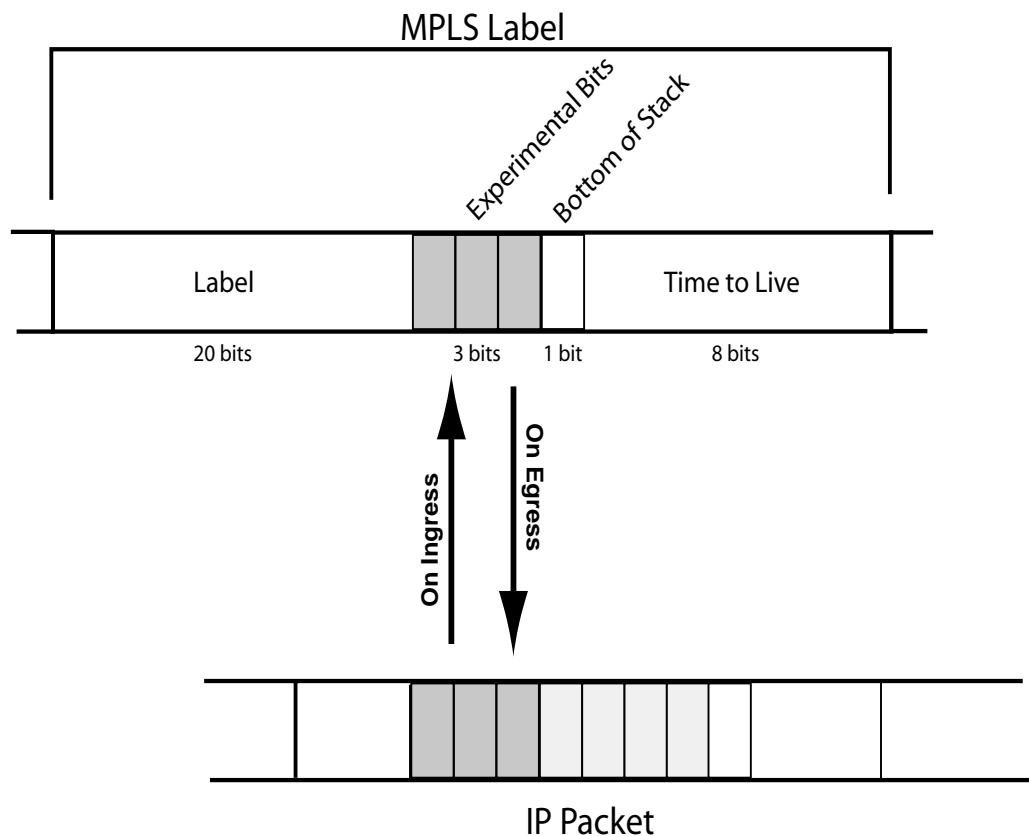 MPLS Label
Experimental Bits
Bottom of Stack
Label
Time to Live
20 bits
3 bits
1 bit
8 bits
On Ingress
On Egress
IP Packet